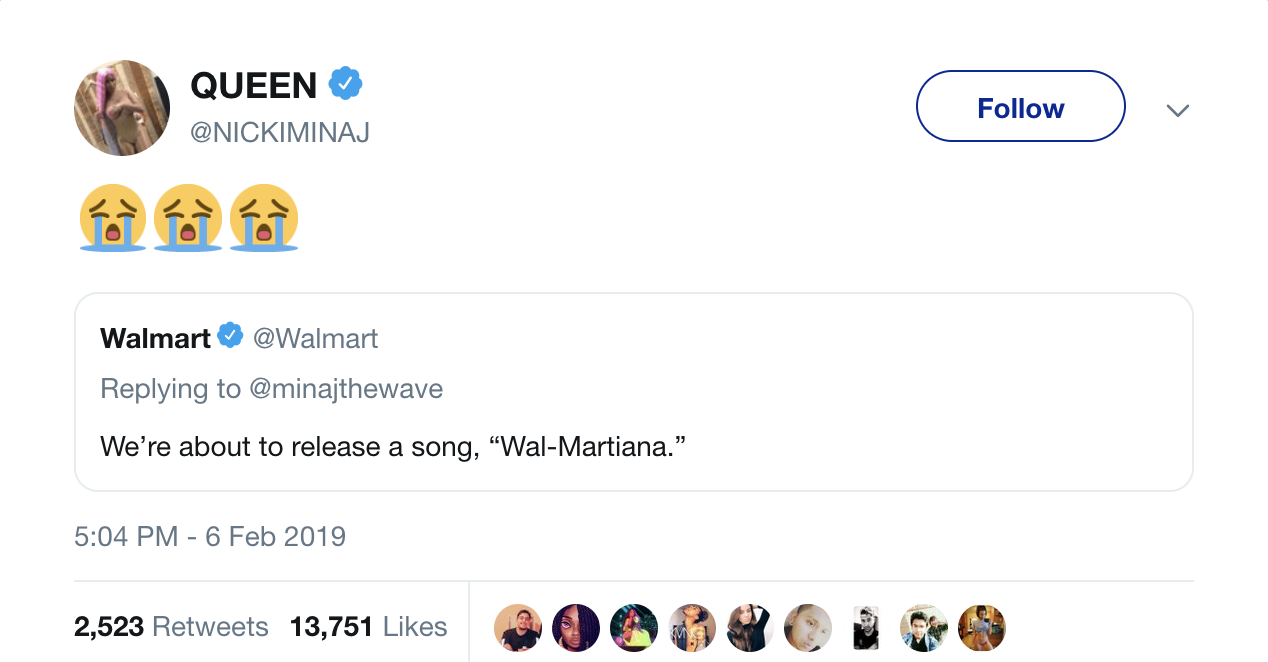 QUEEN
@NICKIMINAJ
Follow
😭😭😭
Walmart @Walmart
Replying to @minajthewave
We’re about to release a song, “Wal-Martiana.”
5:04 PM - 6 Feb 2019
2,523 Retweets 13,751 Likes